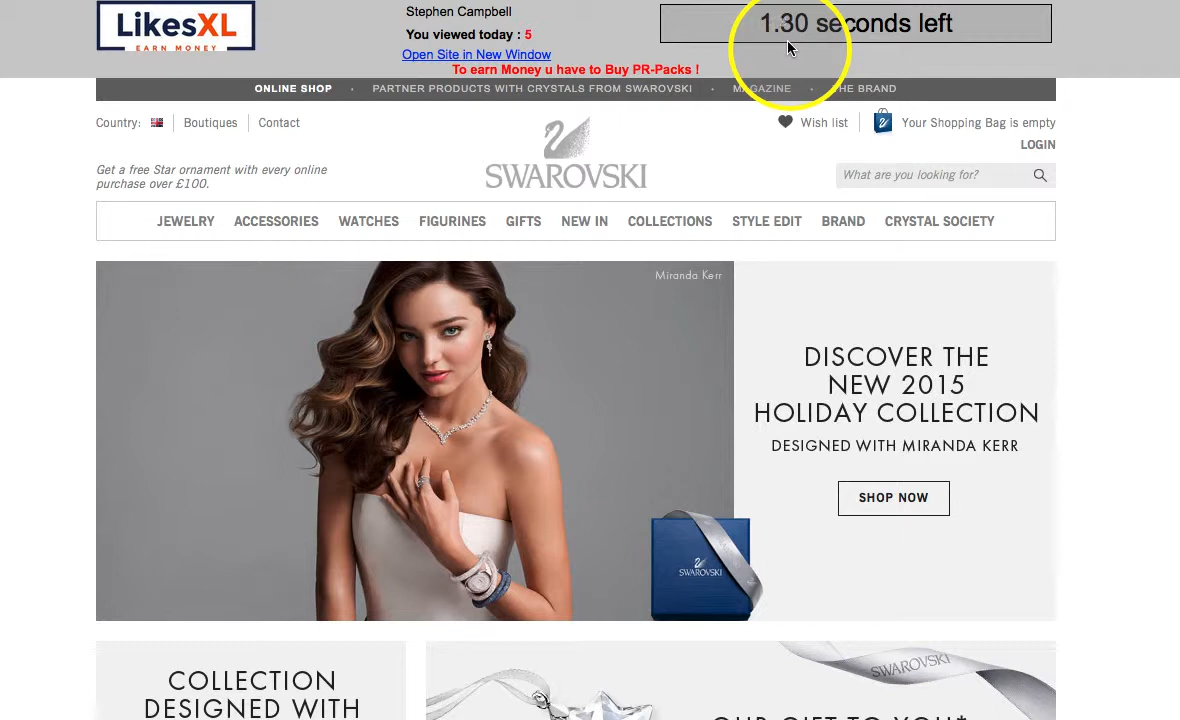 LikesXL
EARN MONEY
Stephen Campbell
You viewed today : 5
Open Site in New Window
To earn Money u have to Buy PR-Packs !
1.30 seconds left
ONLINE SHOP · PARTNER PRODUCTS WITH CRYSTALS FROM SWAROVSKI · MAGAZINE · THE BRAND
Country: Boutiques Contact
Wish list Your Shopping Bag is empty
LOGIN
Get a free Star ornament with every online
purchase over £100.
SWAROVSKI
What are you looking for?
JEWELRY ACCESSORIES WATCHES FIGURINES GIFTS NEW IN COLLECTIONS STYLE EDIT BRAND CRYSTAL SOCIETY
Miranda Kerr
DISCOVER THE
NEW 2015
HOLIDAY COLLECTION
DESIGNED WITH MIRANDA KERR
SHOP NOW
SWAROVSKI
COLLECTION
DESIGNED WITH
SWAROVSKI
OUR GIFT TO YOU*